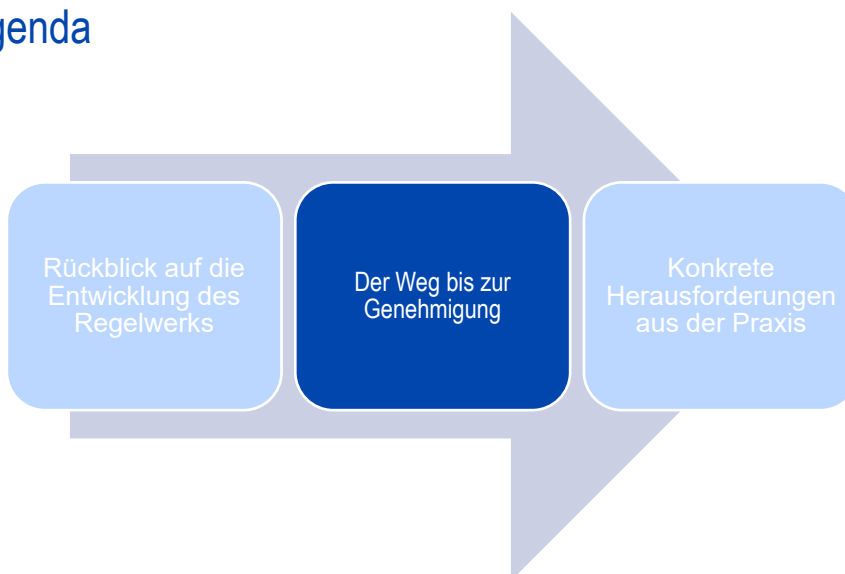 genda
Rückblick auf die
Entwicklung des
Regelwerks
Der Weg bis zur
Genehmigung
Konkrete
Herausforderungen
aus der Praxis